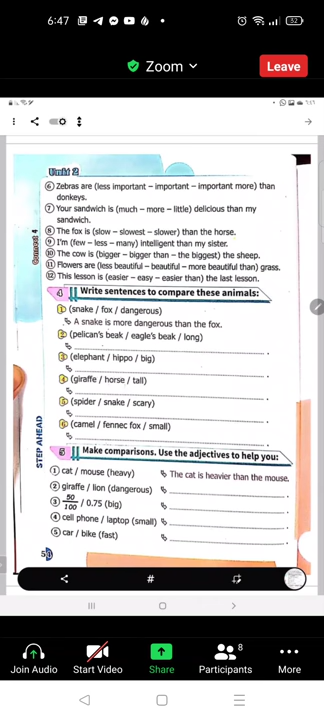 6:47
52
Zoom
Leave
Unit 2
⑥ Zebras are (less important – important – important more) than
donkeys.
⑦ Your sandwich is (much – more – little) delicious than my
sandwich.
⑧ The fox is (slow – slowest – slower) than the horse.
⑨ I'm (few – less – many) intelligent than my sister.
⑩ The cow is (bigger – bigger than – the biggest) the sheep.
⑪ Flowers are (less beautiful – beautiful – more beautiful than) grass.
⑫ This lesson is (easier – easy – easier than) the last lesson.
Connect 4
4 Write sentences to compare these animals:
① (snake / fox / dangerous)
A snake is more dangerous than the fox.
② (pelican's beak / eagle's beak / long)
③ (elephant / hippo / big)
④ (giraffe / horse / tall)
⑤ (spider / snake / scary)
⑥ (camel / fennec fox / small)
STEP AHEAD
5 Make comparisons. Use the adjectives to help you:
① cat / mouse (heavy) The cat is heavier than the mouse.
② giraffe / lion (dangerous)
③ 50/100 / 0.75 (big)
④ cell phone / laptop (small)
⑤ car / bike (fast)
8
Join Audio
Start Video
Share
Participants
More